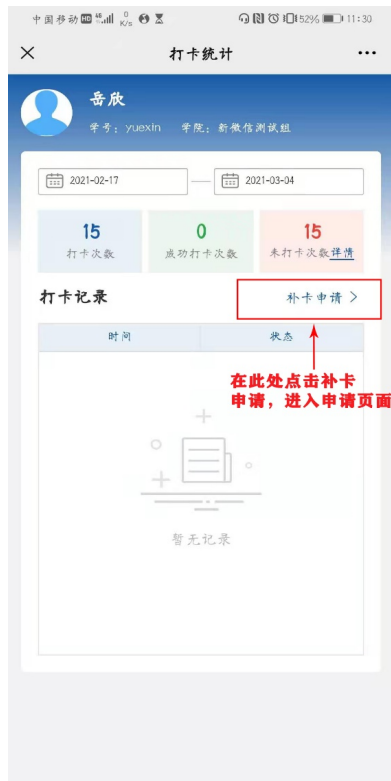 中国移动 HD 46 0 K/s 52% 11:30
× 打卡统计 ···
岳欣
学号：yuexin 学院：新微信测试组
2021-02-17 2021-03-04
15 0 15
打卡次数 成功打卡次数 未打卡次数详情
打卡记录 补卡申请 >
时间 状态
在此处点击补卡
申请，进入申请页面
暂无记录